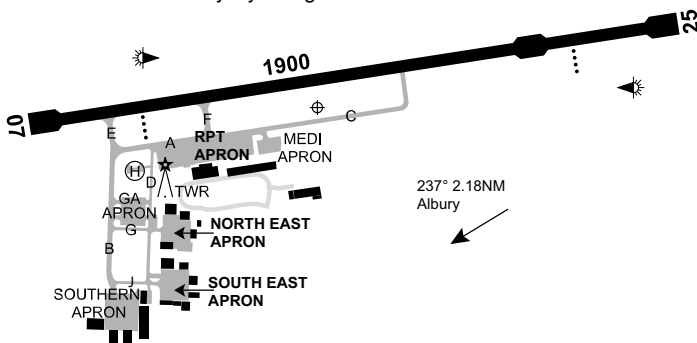 25
1900
07
E
F
C
A
RPT
APRON
MEDI
APRON
H
D
TWR
237° 2.18NM
Albury
GA
APRON
G
NORTH EAST
APRON
B
J
SOUTH EAST
APRON
SOUTHERN
APRON